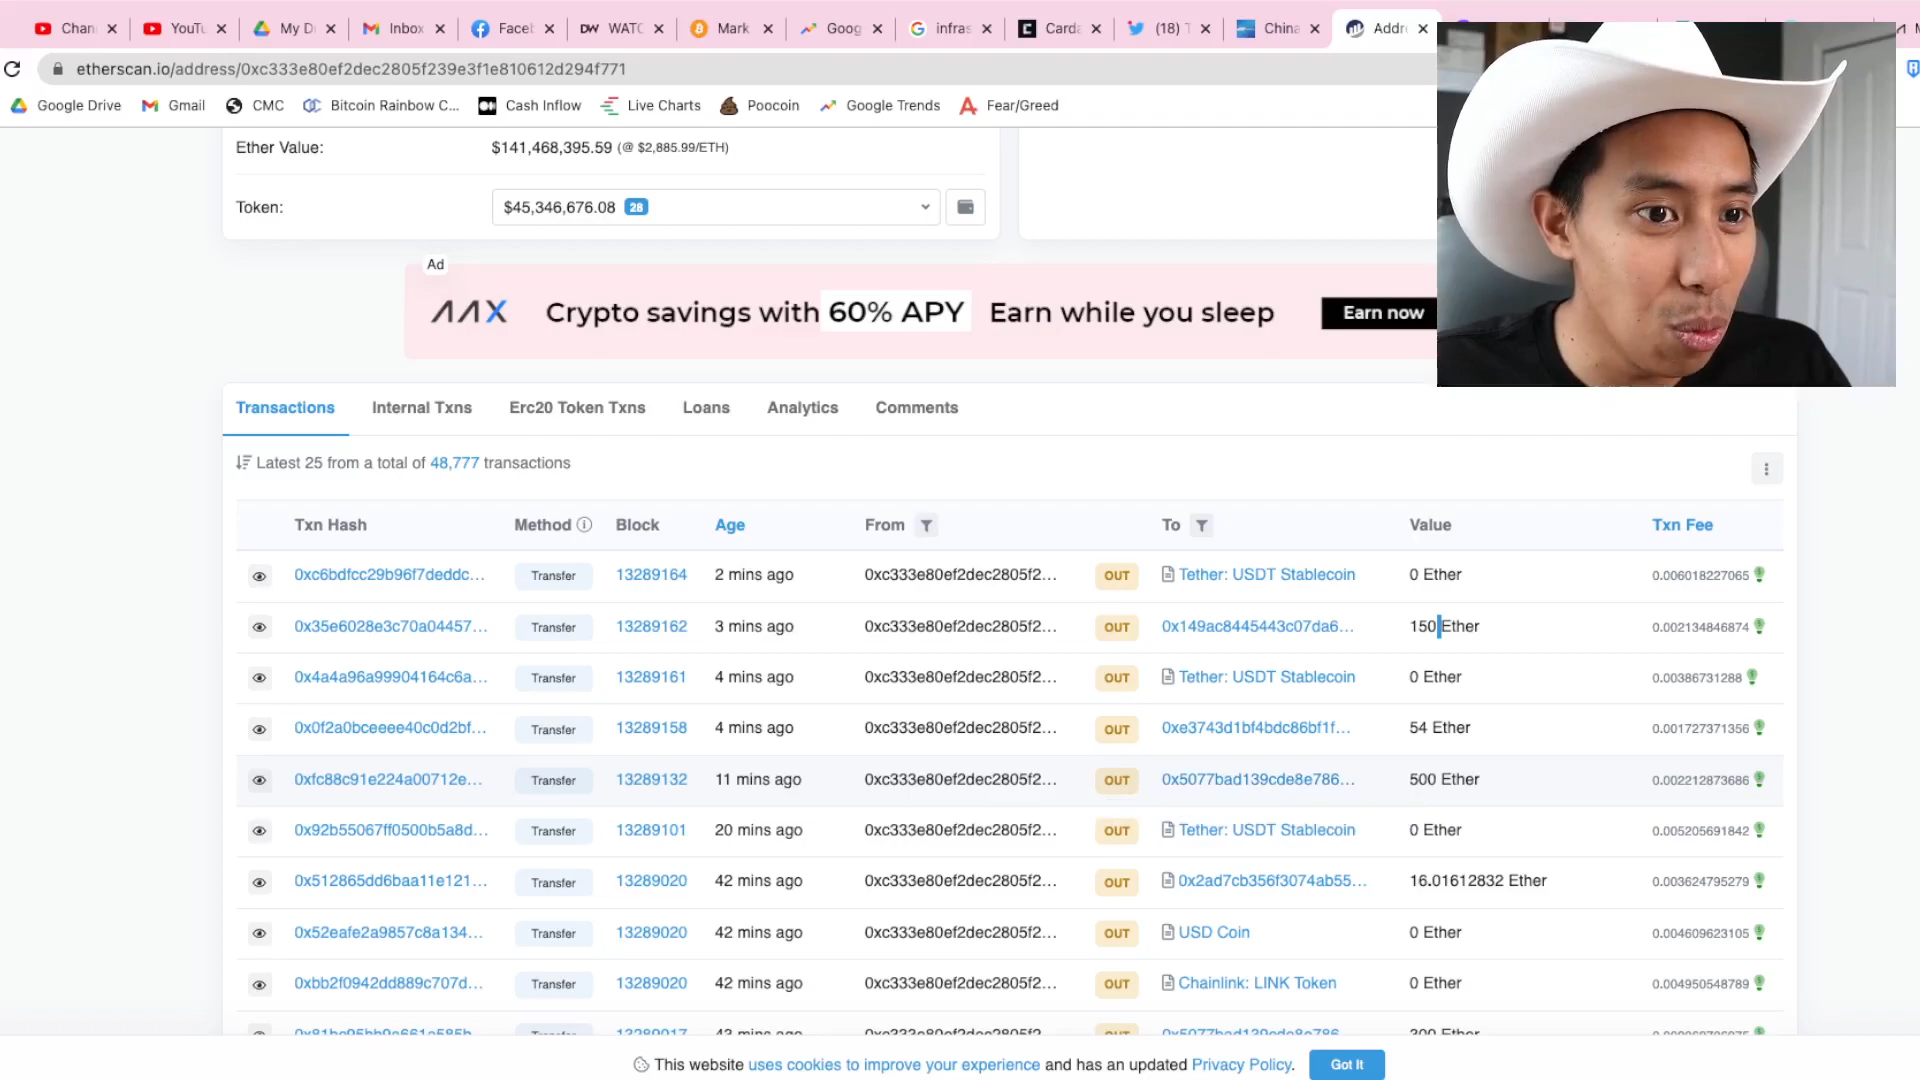 Chan YouTu My D Inbox Facel WATC Mark Goog infras Carda (18) T China Addr
etherscan.io/address/0xc333e80ef2dec2805f239e3f1e810612d294f771
Google Drive Gmail CMC Bitcoin Rainbow C... Cash Inflow Live Charts Poocoin Google Trends Fear/Greed
Ether Value: $141,468,395.59 (@ $2,885.99/ETH)
Token: $45,346,676.08 28
Ad
AAX Crypto savings with 60% APY Earn while you sleep Earn now
Transactions Internal Txns Erc20 Token Txns Loans Analytics Comments
Latest 25 from a total of 48,777 transactions
Txn Hash Method Block Age From To Value Txn Fee
0xc6bdfcc29b96f7deddc... Transfer 13289164 2 mins ago 0xc333e80ef2dec2805f2... OUT Tether: USDT Stablecoin 0 Ether 0.006018227065
0x35e6028e3c70a04457... Transfer 13289162 3 mins ago 0xc333e80ef2dec2805f2... OUT 0x149ac8445443c07da6... 150 Ether 0.002134846874
0x4a4a96a99904164c6a... Transfer 13289161 4 mins ago 0xc333e80ef2dec2805f2... OUT Tether: USDT Stablecoin 0 Ether 0.00386731288
0x0f2a0bceeee40c0d2bf... Transfer 13289158 4 mins ago 0xc333e80ef2dec2805f2... OUT 0xe3743d1bf4bdc86bf1f... 54 Ether 0.001727371356
0xfc88c91e224a00712e... Transfer 13289132 11 mins ago 0xc333e80ef2dec2805f2... OUT 0x5077bad139cde8e786... 500 Ether 0.002212873686
0x92b55067ff0500b5a8d... Transfer 13289101 20 mins ago 0xc333e80ef2dec2805f2... OUT Tether: USDT Stablecoin 0 Ether 0.005205691842
0x512865dd6baa11e121... Transfer 13289020 42 mins ago 0xc333e80ef2dec2805f2... OUT 0x2ad7cb356f3074ab55... 16.01612832 Ether 0.003624795279
0x52eafe2a9857c8a134... Transfer 13289020 42 mins ago 0xc333e80ef2dec2805f2... OUT USD Coin 0 Ether 0.004609623105
0xbb2f0942dd889c707d... Transfer 13289020 42 mins ago 0xc333e80ef2dec2805f2... OUT Chainlink: LINK Token 0 Ether 0.004950548789
This website uses cookies to improve your experience and has an updated Privacy Policy. Got It